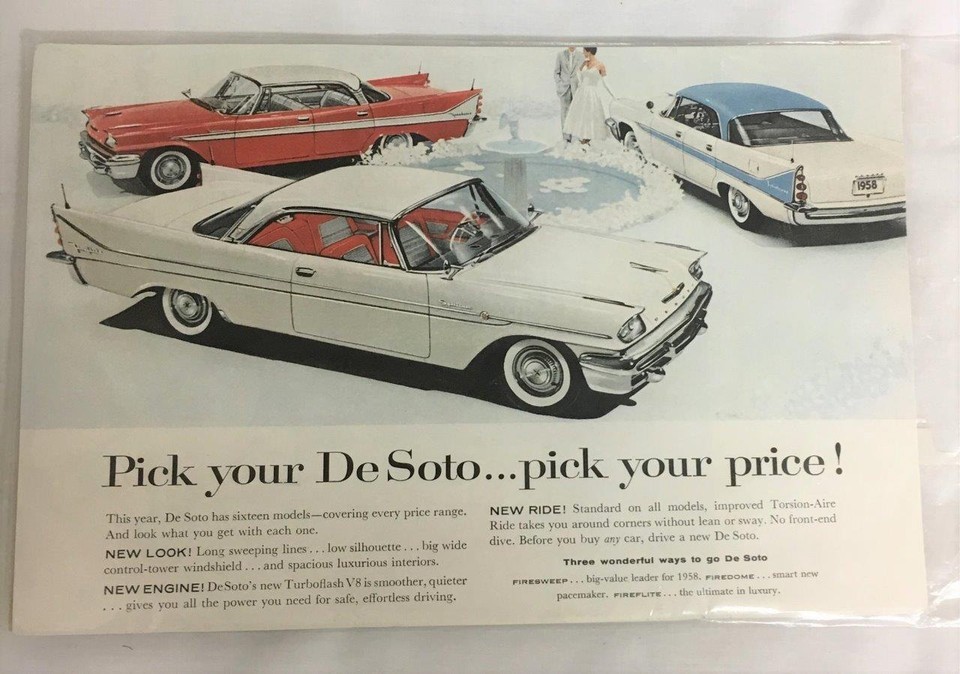 1958
Pick your De Soto...pick your price!
This year, De Soto has sixteen models—covering every price range.
And look what you get with each one.
NEW LOOK! Long sweeping lines . . . low silhouette . . . big wide
control-tower windshield . . . and spacious luxurious interiors.
NEW ENGINE! De Soto's new Turboflash V8 is smoother, quieter
. . . gives you all the power you need for safe, effortless driving.
NEW RIDE! Standard on all models, improved Torsion-Aire
Ride takes you around corners without lean or sway. No front-end
dive. Before you buy any car, drive a new De Soto.
Three wonderful ways to go De Soto
FIRESWEEP . . . big-value leader for 1958. FIREDOME . . . smart new
pacemaker. FIREFLITE . . . the ultimate in luxury.